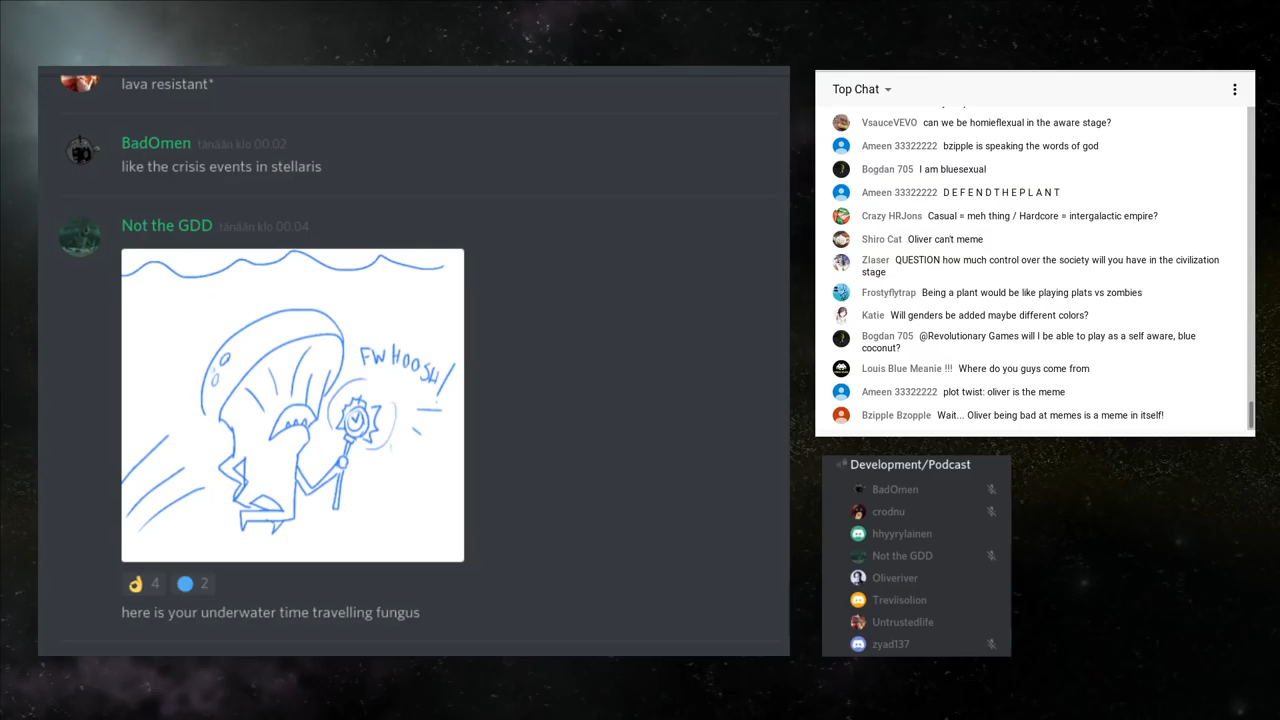 lava resistant*
BadOmen tänään klo 00.02
like the crisis events in stellaris
Not the GDD tänään klo 00.04
FWHOOSH!
4 2
here is your underwater time travelling fungus
Top Chat
VsauceVEVO can we be homieflexual in the aware stage?
Ameen 33322222 bzipple is speaking the words of god
Bogdan 705 I am bluesexual
Ameen 33322222 D E F E N D T H E P L A N T
Crazy HRJons Casual = meh thing / Hardcore = intergalactic empire?
Shiro Cat Oliver can't meme
Zlaser QUESTION how much control over the society will you have in the civilization
stage
Frostyflytrap Being a plant would be like playing plats vs zombies
Katie Will genders be added maybe different colors?
Bogdan 705 @Revolutionary Games will I be able to play as a self aware, blue
coconut?
Louis Blue Meanie !!! Where do you guys come from
Ameen 33322222 plot twist: oliver is the meme
Bzipple Bzopple Wait... Oliver being bad at memes is a meme in itself!
Development/Podcast
BadOmen
crodnu
hhyyrylainen
Not the GDD
Oliveriver
Treviisolion
Untrustedlife
zyad137